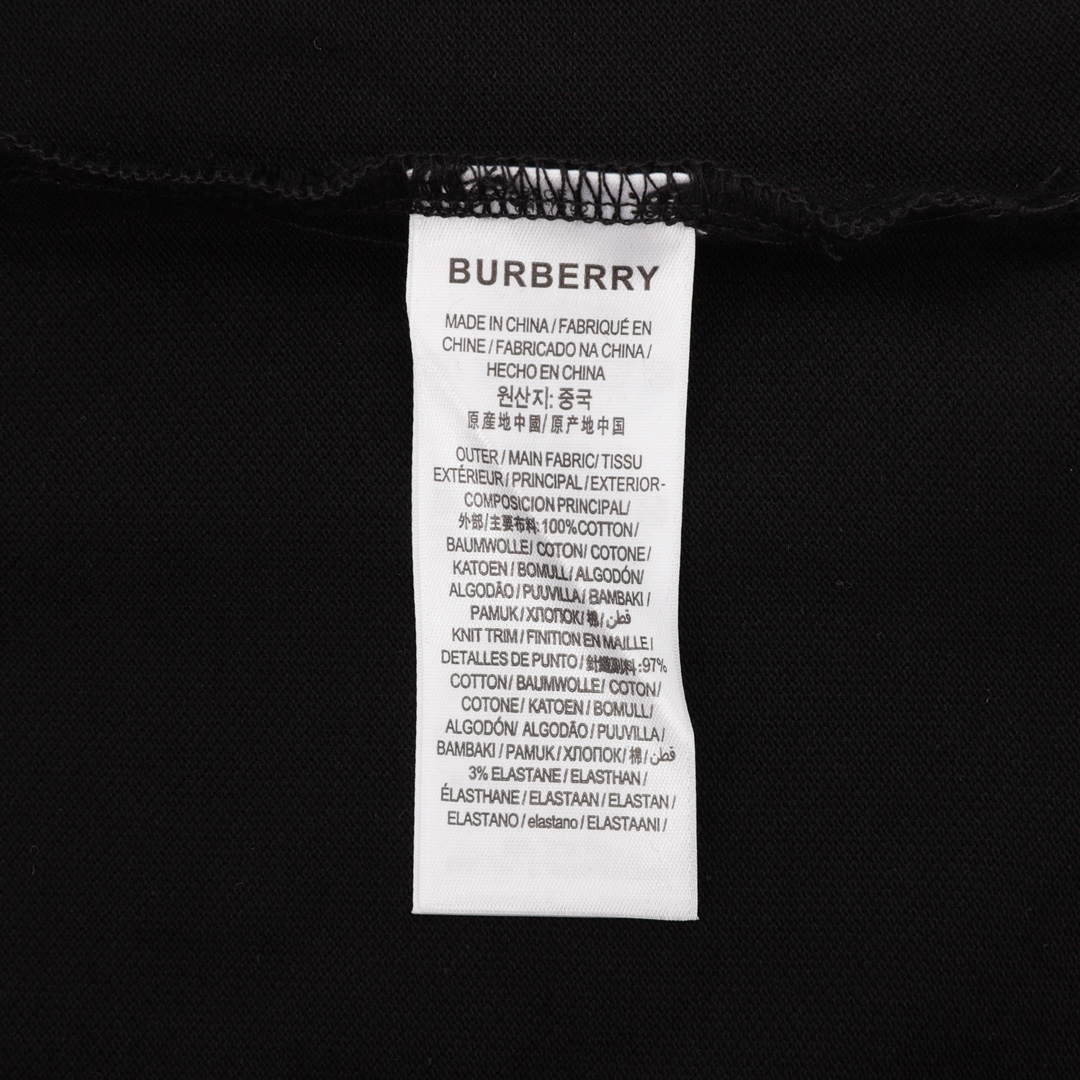 BURBERRY
MADE IN CHINA / FABRIQUÉ EN
CHINE / FABRICADO NA CHINA /
HECHO EN CHINA
원산지: 중국
原産地中國/ 原产地中国
OUTER / MAIN FABRIC/ TISSU
EXTÉRIEUR / PRINCIPAL / EXTERIOR-
COMPOSICION PRINCIPAL/
外部/主要布料: 100%COTTON /
BAUMWOLLE/ COTON/ COTONE /
KATOEN / BOMULL/ ALGODÓN/
ALGODÃO / PUUVILLA / BAMBAKI /
PAMUK / ХЛОПОК/ 棉 / قطن
KNIT TRIM / FINITION EN MAILLE /
DETALLES DE PUNTO / :97%
COTTON / BAUMWOLLE/ COTON/
COTONE / KATOEN / BOMULL/
ALGODÓN/ ALGODÃO / PUUVILLA /
BAMBAKI / PAMUK / ХЛОПОК/ 棉 / قطن
3% ELASTANE / ELASTHAN /
ÉLASTHANE / ELASTAAN / ELASTAN /
ELASTANO / elastano / ELASTAANI /